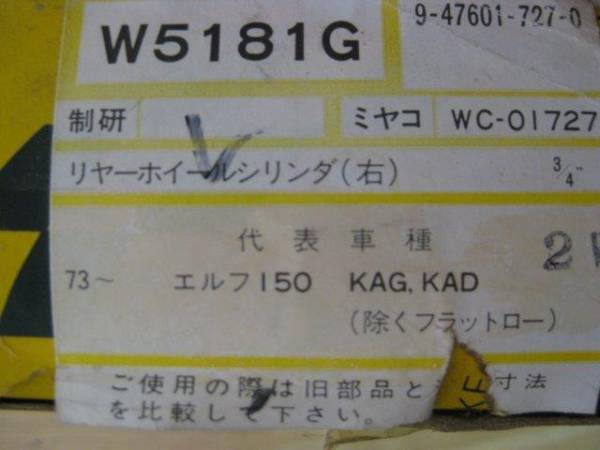 W5181G
9-47601-727-0
制研
ミヤコ WC-01727
リヤーホイールシリンダ(右) 3/4"
代表車種
73～ エルフ150 KAG, KAD
(除くフラットロー)
ご使用の際は旧部品と 寸法
を比較して下さい。